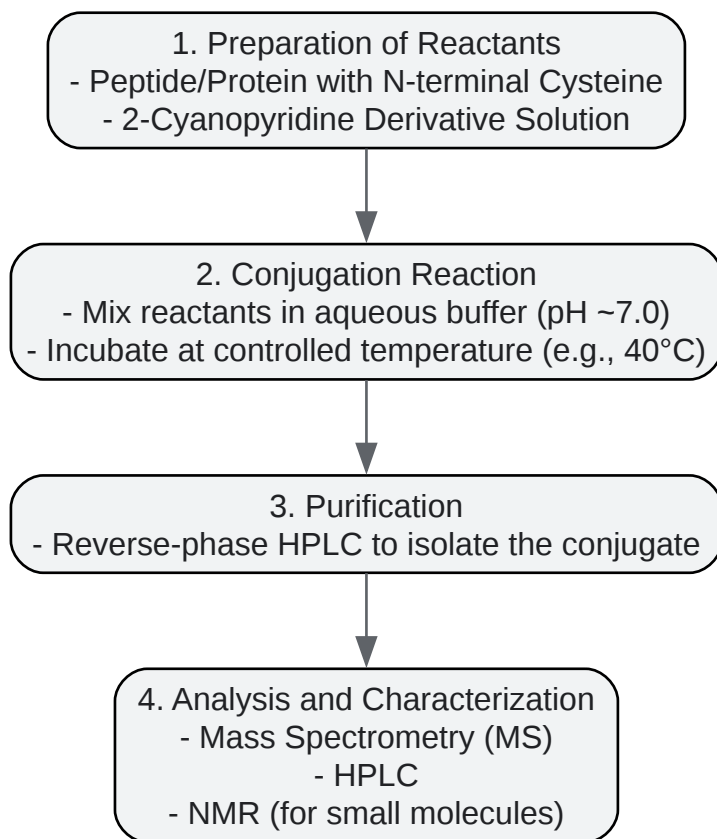 1. Preparation of Reactants
- Peptide/Protein with N-terminal Cysteine
- 2-Cyanopyridine Derivative Solution
2. Conjugation Reaction
- Mix reactants in aqueous buffer (pH ~7.0)
- Incubate at controlled temperature (e.g., 40°C)
3. Purification
- Reverse-phase HPLC to isolate the conjugate
4. Analysis and Characterization
- Mass Spectrometry (MS)
- HPLC
- NMR (for small molecules)